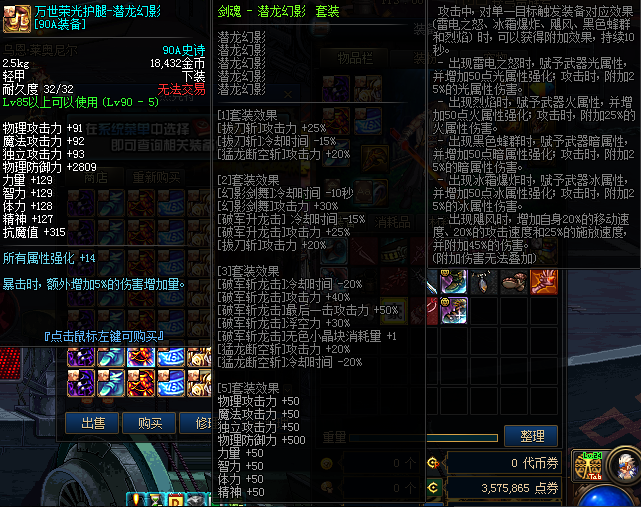 万世荣光护腿-潜龙幻影
[90A装备]
90A史诗
2.5kg
18,432金币
轻甲
下装
耐久度 32/32
无法交易
Lv85以上可以使用 (Lv90 - 5)
物理攻击力 +91
魔法攻击力 +92
独立攻击力 +93
物理防御力 +2809
力量 +129
智力 +129
体力 +128
精神 +127
抗魔值 +315
所有属性强化 +14
暴击时，额外增加5%的伤害增加量。
『点击鼠标左键可购买』
剑魂 - 潜龙幻影 套装
潜龙幻影
潜龙幻影
潜龙幻影
潜龙幻影
潜龙幻影
[1]套装效果
[拔刀斩]攻击力 +25%
[拔刀斩]冷却时间 -15%
[猛龙断空斩]攻击力 +20%
[2]套装效果
[幻影剑舞]冷却时间 -10秒
[幻影剑舞]攻击力 +30%
[破军升龙击] 冷却时间 -15%
[破军升龙击]攻击力 +25%
[拔刀斩]攻击力 +20%
[3]套装效果
[破军斩龙击]冷却时间 -20%
[破军斩龙击]攻击力 +40%
[破军斩龙击]最后一击攻击力 +50%
[破军斩龙击]浮空力 +30%
[破军斩龙击]无色小晶块消耗量 +1
[猛龙断空斩]攻击力 +20%
[猛龙断空斩]冷却时间 -20%
[5]套装效果
物理攻击力 +50
魔法攻击力 +50
独立攻击力 +50
物理防御力 +500
力量 +50
智力 +50
体力 +50
精神 +50
攻击中，对单一目标触发装备对应效果
(雷电之怒、冰霜爆炸、飓风、黑色蜂群
和烈焰) 时，可以获得附加效果，持续10
秒。
- 出现雷电之怒时，赋予武器光属性，
并增加50点光属性强化；攻击时，附加2
5%的光属性伤害。
- 出现烈焰时，赋予武器火属性，并增
加50点火属性强化；攻击时，附加25%的火
属性伤害。
- 出现黑色蜂群时，赋予武器暗属性，
并增加50点暗属性强化；攻击时，附加2
5%的暗属性伤害。
- 出现冰霜爆炸时，赋予武器冰属性，
并增加50点冰属性强化；攻击时，附加2
5%的冰属性伤害。
- 出现飓风时，增加自身20%的移动速
度、20%的攻击速度和25%的施放速度，
并附加45%的伤害。
(附加伤害无法叠加)
物品栏
消耗品
商店
重新购买
出售
购买
修理
重量
整理
0 个
0 个
0 代币券
3,575,865 点券